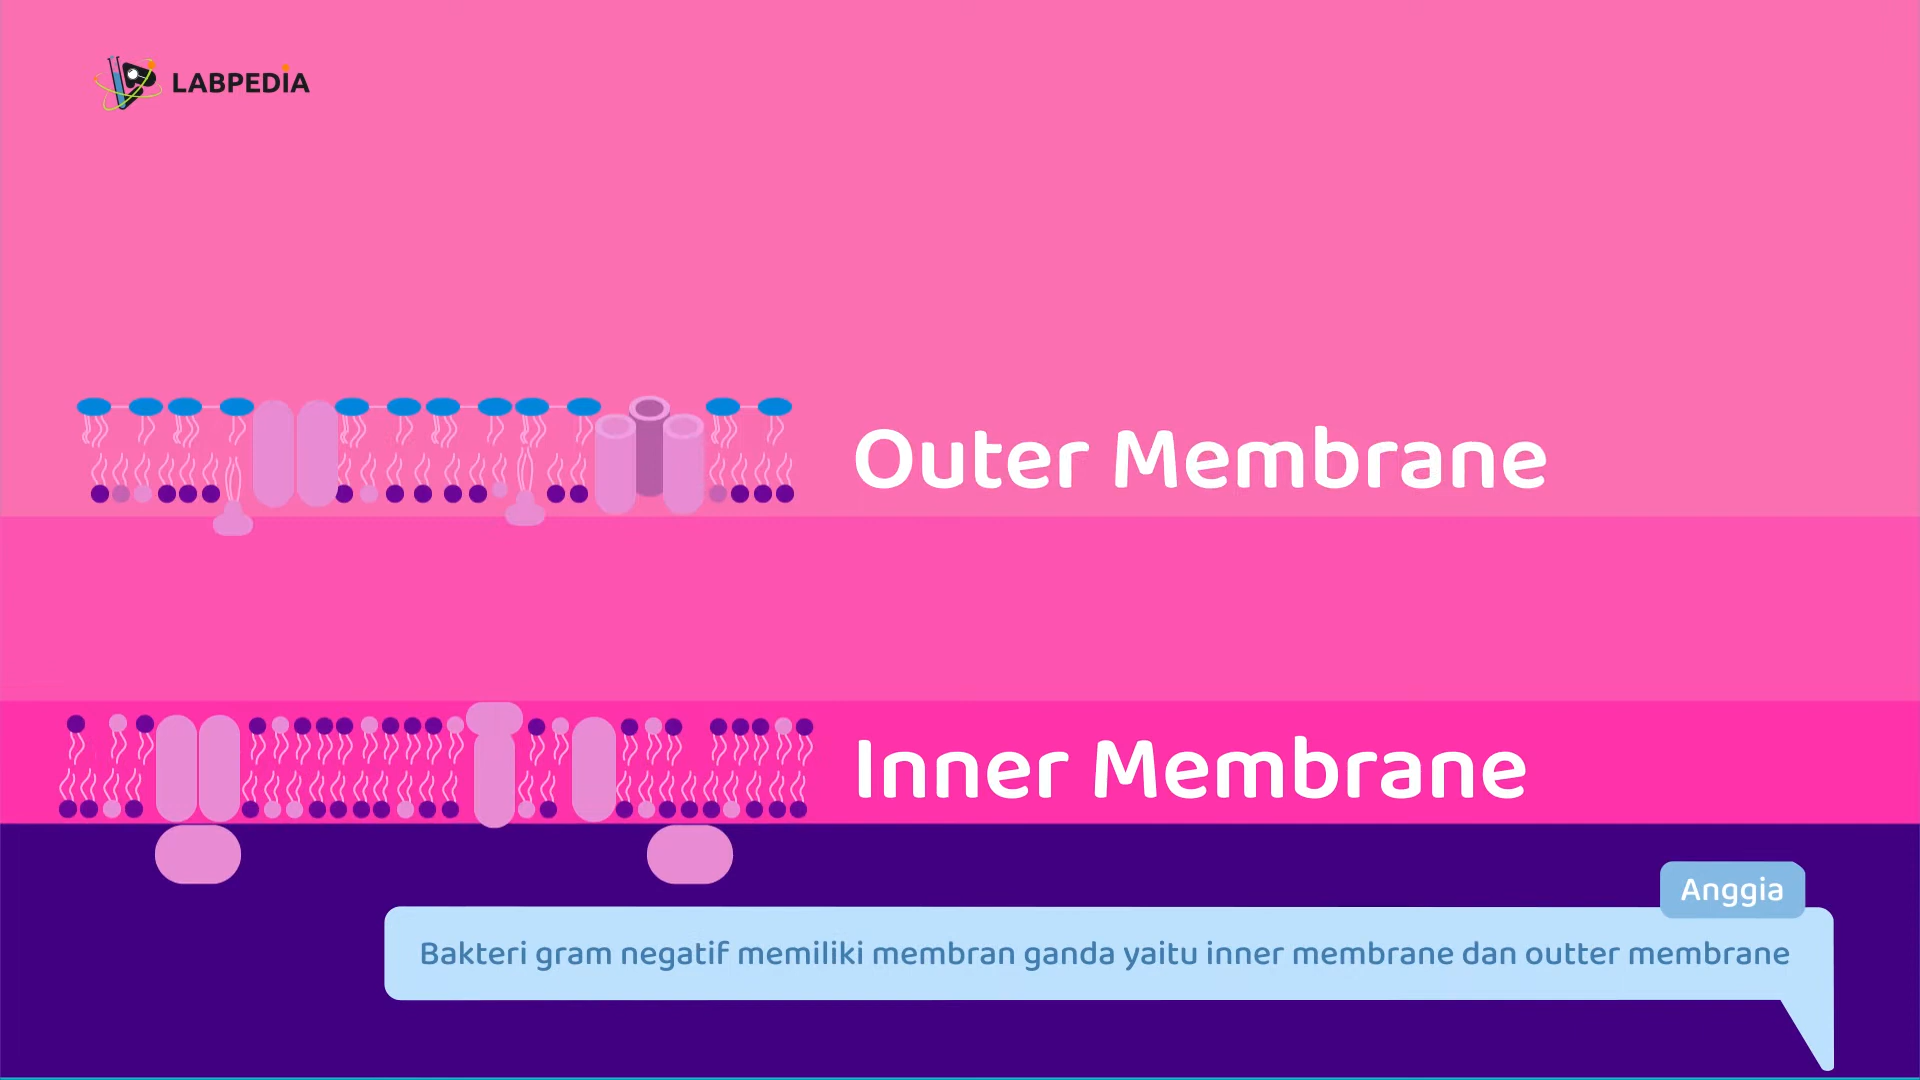 LABPEDIA
Outer Membrane
Inner Membrane
Anggia
Bakteri gram negatif memiliki membran ganda yaitu inner membrane dan outter membrane